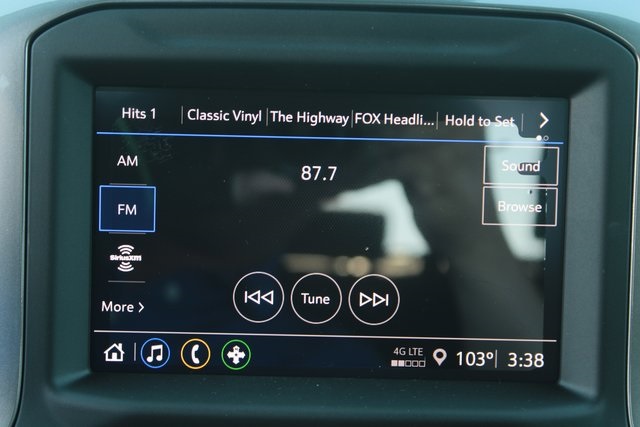 Hits 1 Classic Vinyl The Highway FOX Headli... Hold to Set
AM 87.7 Sound
FM Browse
SiriusXM
More Tune
4G LTE
103° 3:38